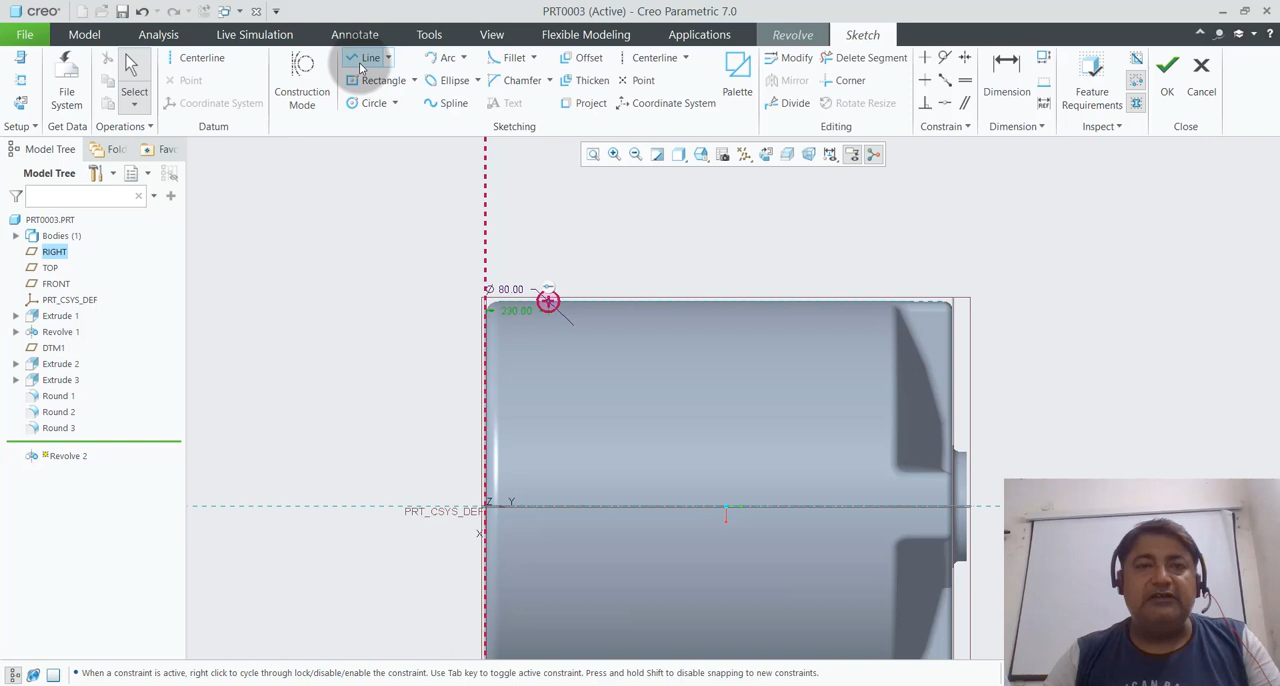 creo
PRT0003 (Active) - Creo Parametric 7.0
File
Model
Analysis
Live Simulation
Annotate
Tools
View
Flexible Modeling
Applications
Revolve
Sketch
Setup
File System
Get Data
Select
Operations
Centerline
Point
Coordinate System
Datum
Construction Mode
Line
Rectangle
Circle
Arc
Ellipse
Spline
Fillet
Chamfer
Text
Offset
Thicken
Project
Centerline
Point
Coordinate System
Palette
Sketching
Modify
Mirror
Divide
Delete Segment
Corner
Rotate Resize
Editing
Constrain
Dimension
Dimension
Feature Requirements
Inspect
OK
Cancel
Close
Model Tree
Fold
Favo
Model Tree
PRT0003.PRT
Bodies (1)
RIGHT
TOP
FRONT
PRT_CSYS_DEF
Extrude 1
Revolve 1
DTM1
Extrude 2
Extrude 3
Round 1
Round 2
Round 3
Revolve 2
Ø 80.00
230.00
Z Y
PRT_CSYS_DEF
X
• When a constraint is active, right click to cycle through lock/disable/enable the constraint. Use Tab key to toggle active constraint. Press and hold Shift to disable snapping to new constraints.